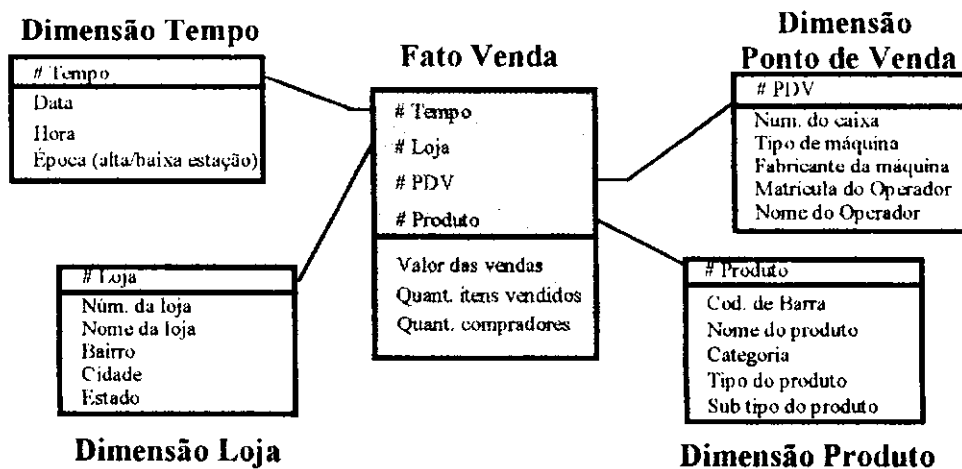 Dimensão Tempo
# Tempo
Data
Hora
Época (alta/baixa estação)
Fato Venda
# Tempo
# Loja
# PDV
# Produto
Valor das vendas
Quant. itens vendidos
Quant. compradores
Dimensão
Ponto de Venda
# PDV
Num. do caixa
Tipo de máquina
Fabricante da máquina
Matricula do Operador
Nome do Operador
# Loja
Núm. da loja
Nome da loja
Bairro
Cidade
Estado
Dimensão Loja
# Produto
Cod. de Barra
Nome do produto
Categoria
Tipo do produto
Sub tipo do produto
Dimensão Produto